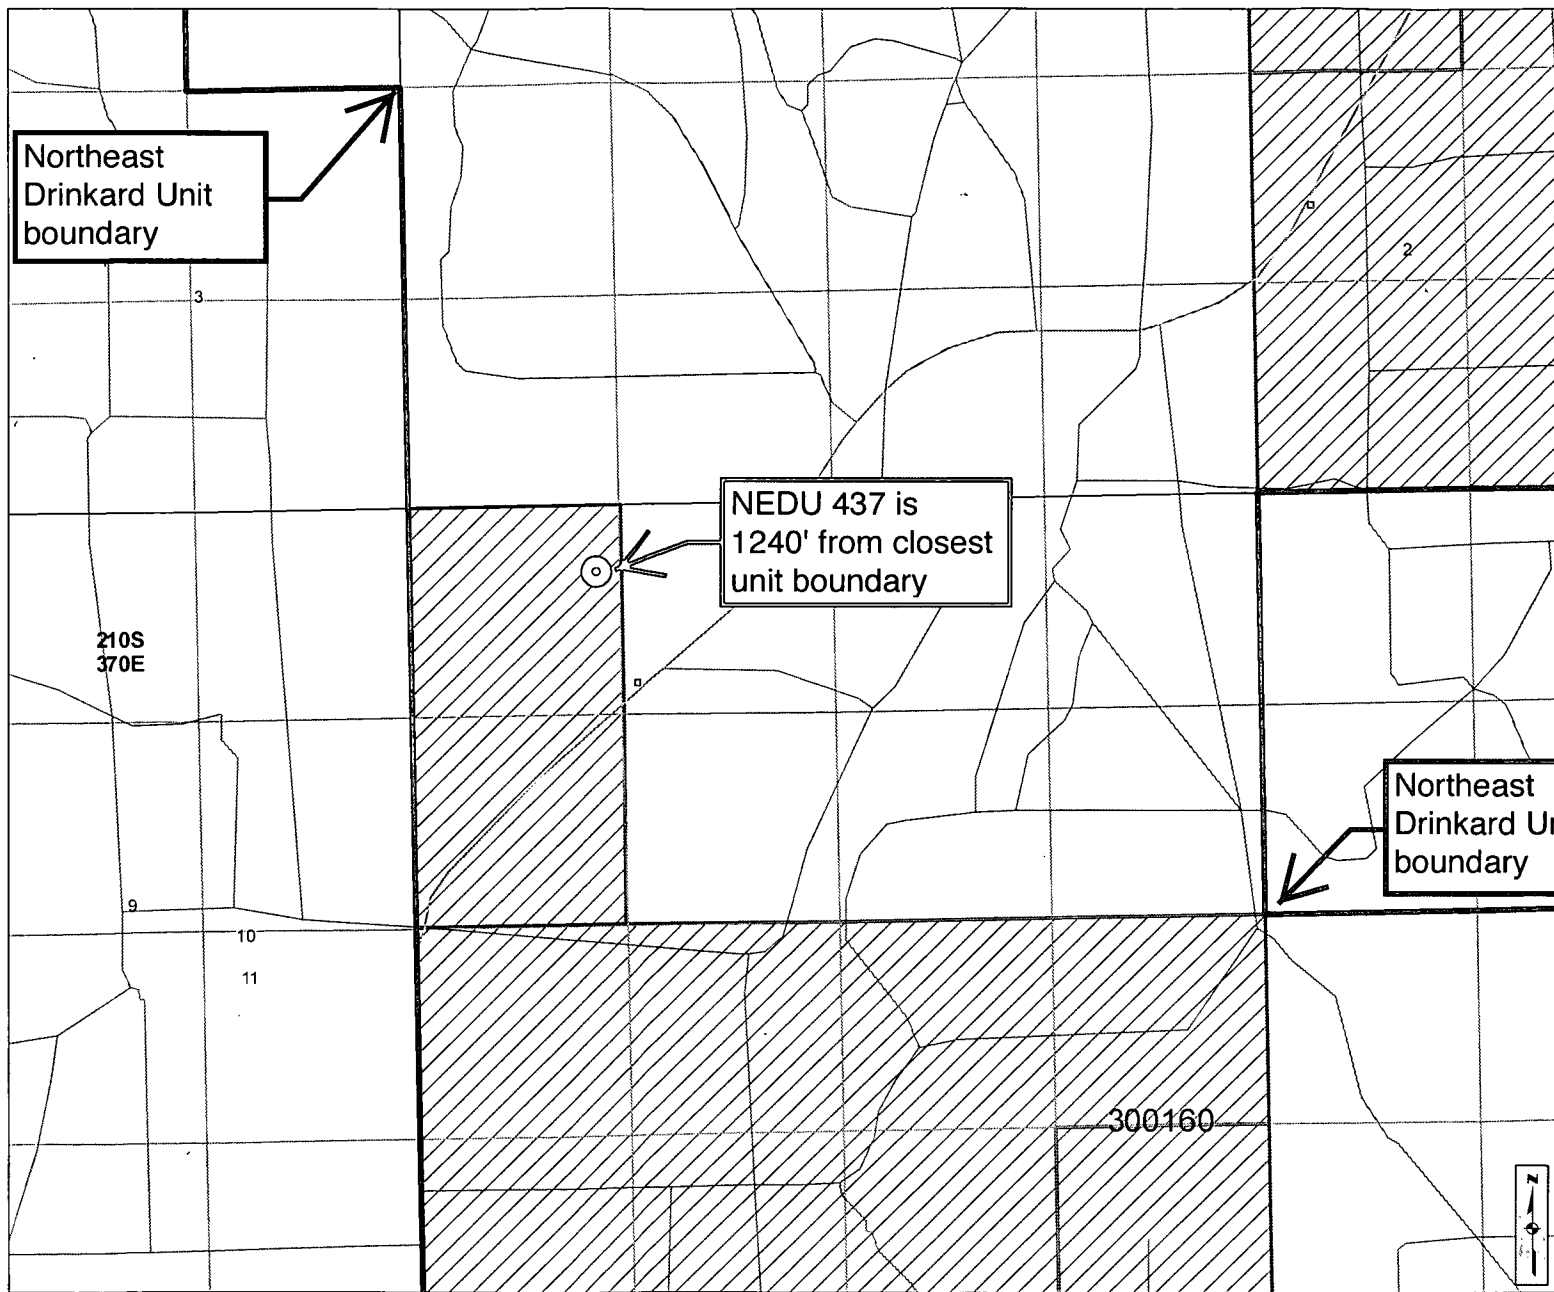 Northeast
Drinkard Unit
boundary
2
3
NEDU 437 is
1240' from closest
unit boundary
210S
370E
Northeast
Drinkard
boundary
9
10
11
300160
N